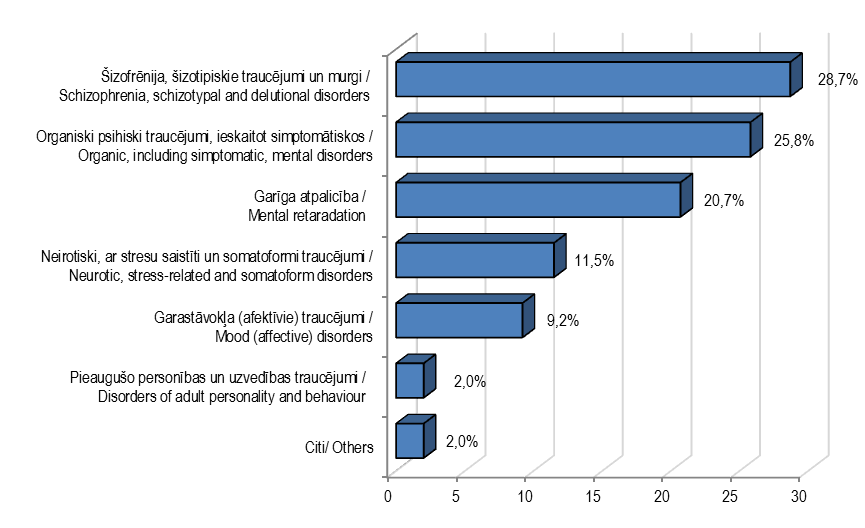 Šizofrēnija, šizotipiskie traucējumi un murgi /
Schizophrenia, schizotypal and delutional disorders
28,7%
Organiski psihiski traucējumi, ieskaitot simptomātiskos /
Organic, including simptomatic, mental disorders
25,8%
Garīga atpalicība /
Mental retaradation
20,7%
Neirotiski, ar stresu saistīti un somatoformi traucējumi /
Neurotic, stress-related and somatoform disorders
11,5%
Garastāvokļa (afektīvie) traucējumi /
Mood (affective) disorders
9,2%
Pieaugušo personības un uzvedības traucējumi /
Disorders of adult personality and behaviour
2,0%
Citi/ Others
2,0%
0 5 10 15 20 25 30